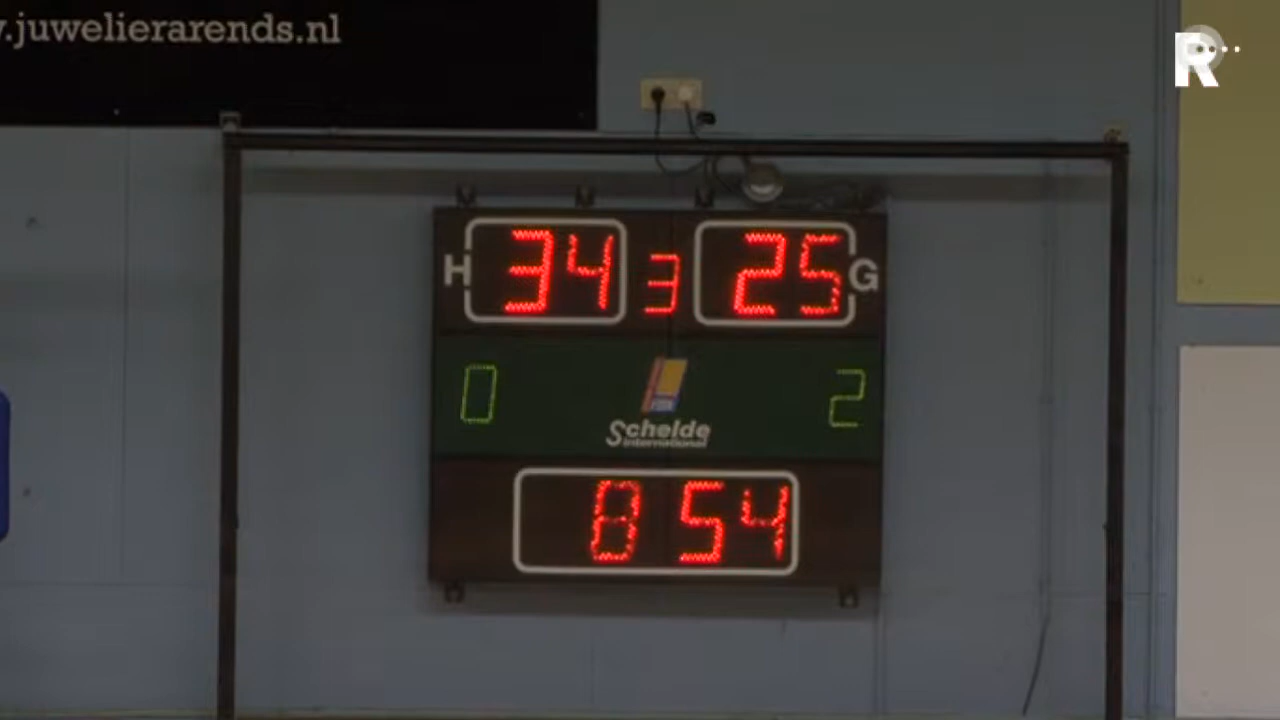 .juwelierarends.nl
R
H 34 3 25 G
0 2
Schelde
International
8 54